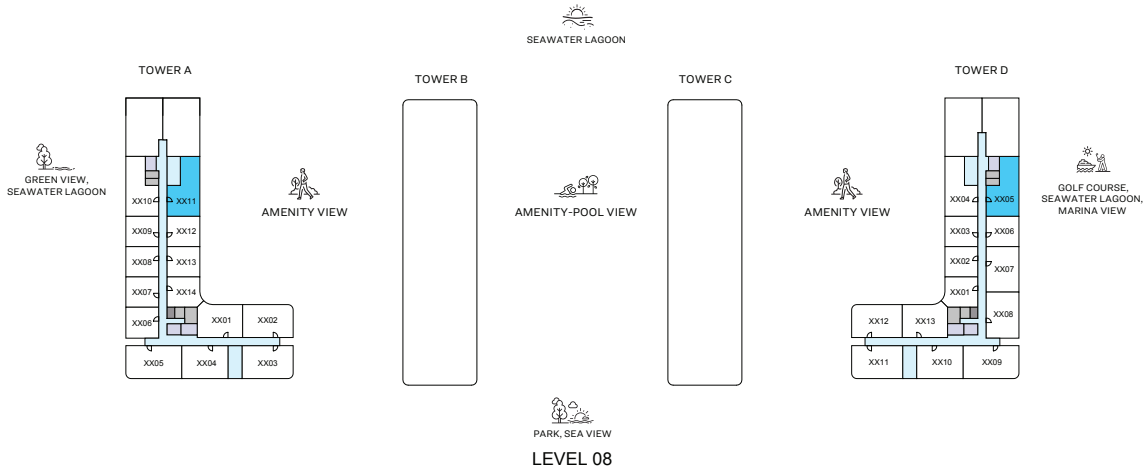 SEAWATER LAGOON
TOWER A
TOWER B
TOWER C
TOWER D
GREEN VIEW,
SEAWATER LAGOON
AMENITY VIEW
AMENITY-POOL VIEW
AMENITY VIEW
GOLF COURSE,
SEAWATER LAGOON,
MARINA VIEW
XX10
XX11
XX09
XX12
XX08
XX13
XX07
XX14
XX06
XX01
XX02
XX05
XX04
XX03
XX04
XX05
XX03
XX06
XX02
XX07
XX01
XX08
XX12
XX13
XX11
XX10
XX09
PARK, SEA VIEW
LEVEL 08